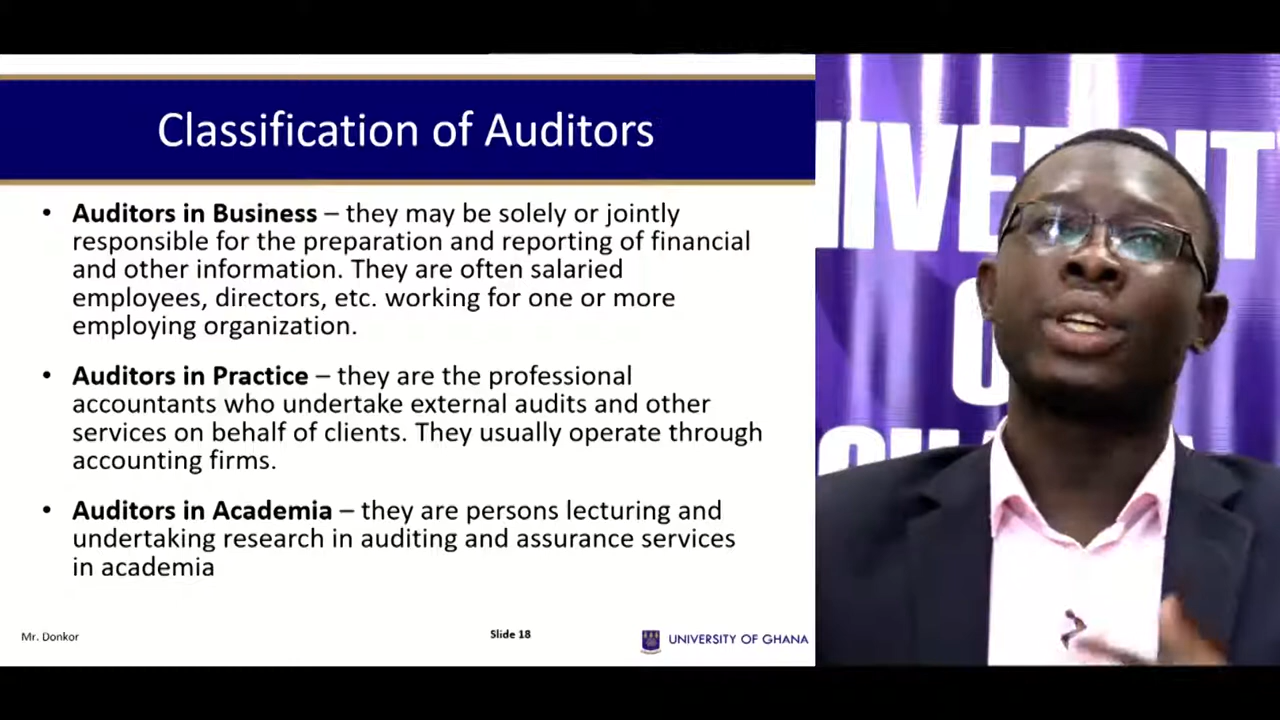 Classification of Auditors
• Auditors in Business – they may be solely or jointly
responsible for the preparation and reporting of financial
and other information. They are often salaried
employees, directors, etc. working for one or more
employing organization.
• Auditors in Practice – they are the professional
accountants who undertake external audits and other
services on behalf of clients. They usually operate through
accounting firms.
• Auditors in Academia – they are persons lecturing and
undertaking research in auditing and assurance services
in academia
Mr. Donkor
Slide 18
UNIVERSITY OF GHANA